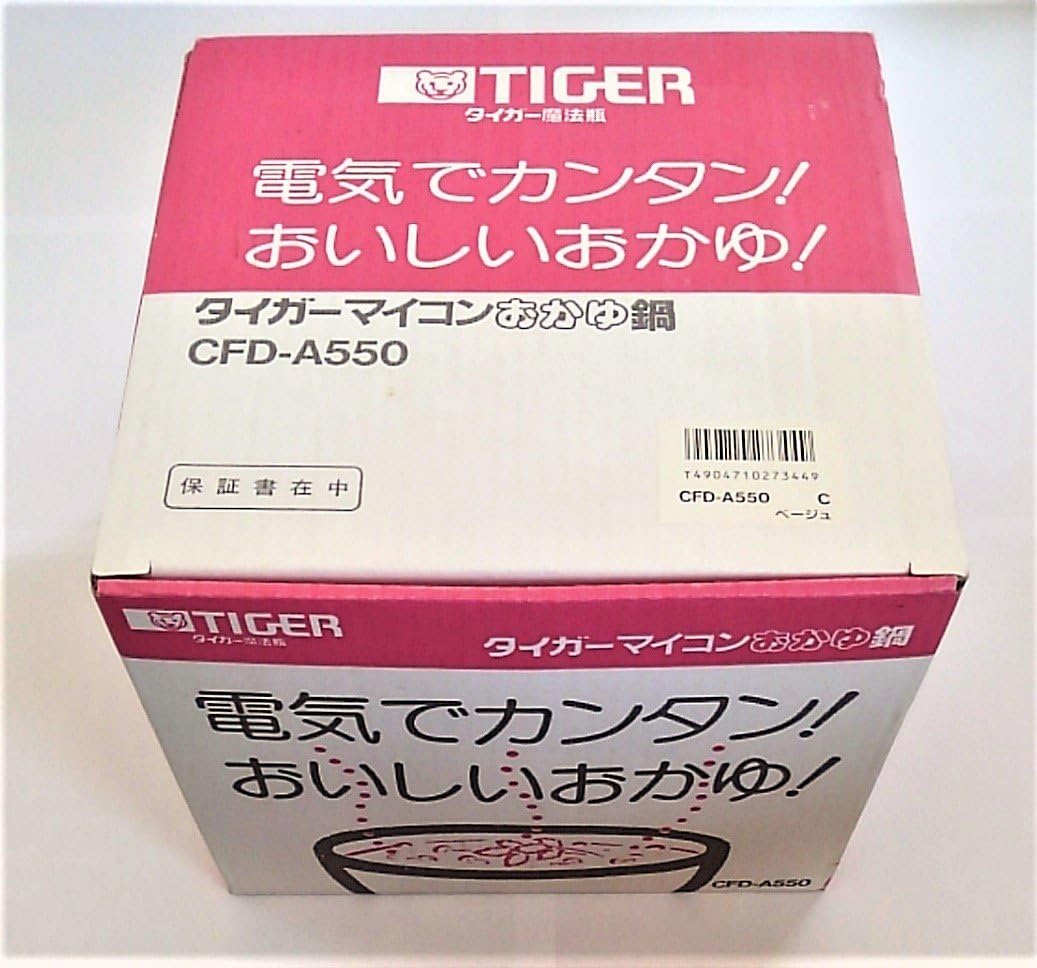 TIGER
タイガー魔法瓶
電気でカンタン!
おいしいおかゆ!
タイガーマイコンおかゆ鍋
CFD-A550
保証書在中
T4904710273449
CFD-A550 C
ベージュ
TIGER
タイガー魔法瓶
タイガーマイコンおかゆ鍋
電気でカンタン!
おいしいおかゆ!
CFD-A550